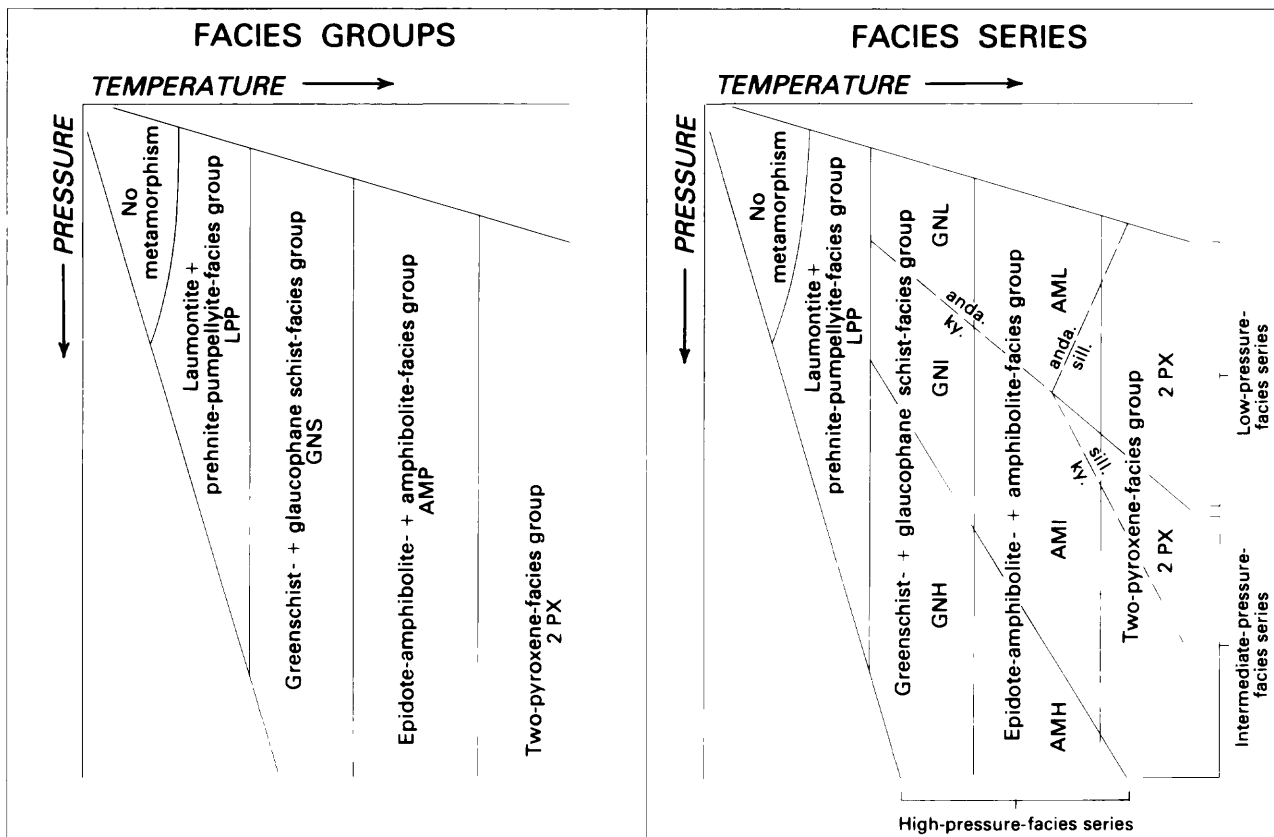 FACIES GROUPS
TEMPERATURE
PRESSURE
No
metamorphism
Laumontite +
prehnite-pumpellyite-facies group
LPP
Greenschist- + glaucophane schist-facies group
GNS
Epidote-amphibolite- + amphibolite-facies group
AMP
Two-pyroxene-facies group
2 PX
FACIES SERIES
TEMPERATURE
PRESSURE
No
metamorphism
Laumontite +
prehnite-pumpellyite-facies group
LPP
Greenschist- + glaucophane schist-facies group
GNL
GNI
GNH
anda.
ky.
Epidote-amphibolite- + amphibolite-facies group
AML
AMI
AMH
anda.
sill.
sill.
ky.
Two-pyroxene-facies group
2 PX
2 PX
Low-pressure-
facies series
Intermediate-pressure-
facies series
High-pressure-facies series